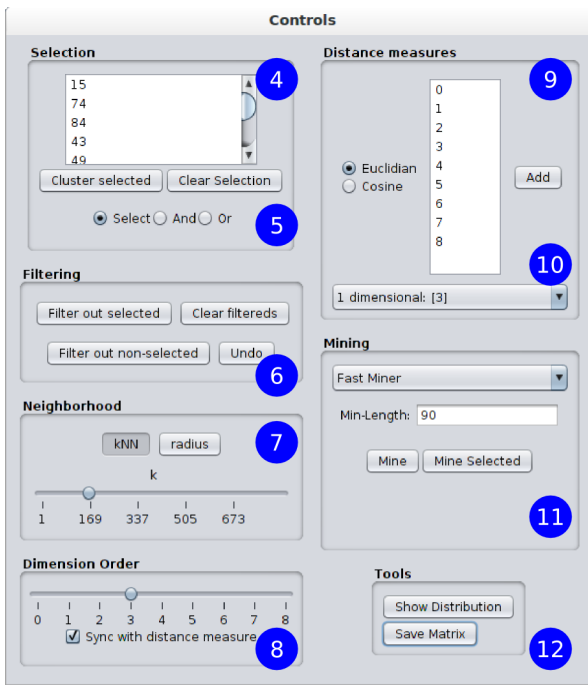 Controls
Selection
4
15
74
84
43
49
Cluster selected Clear Selection
Select And Or
5
Filtering
Filter out selected Clear filtereds
Filter out non-selected Undo
6
Neighborhood
7
kNN radius
k
1 169 337 505 673
Dimension Order
0 1 2 3 4 5 6 7 8
Sync with distance measure
8
Distance measures
9
0
1
2
3
4
5
6
7
8
Euclidian
Cosine
Add
10
1 dimensional: [3]
Mining
Fast Miner
Min-Length: 90
Mine Mine Selected
11
Tools
Show Distribution
Save Matrix
12